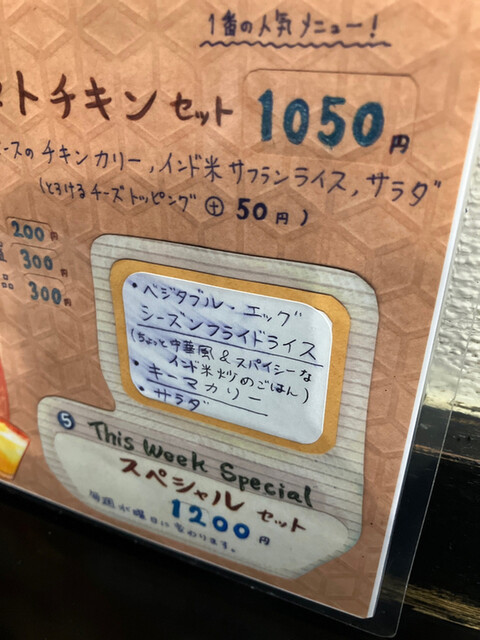 1番の人気メニュー!
トチキンセット 1050円
ースのチキンカリー,インド米サフランライス,サラダ
(とろけるチーズトッピング⊕50円)
200円
300円
品 300円
・ベジタブル・エッグ
シーズンフライドライス
(ちょっと中華風&スパイシーな
インド米炒めごはん)
・キーマカリー
・サラダ
⑤ This Week Special
スペシャルセット
1200円
毎週水曜日に変わります。